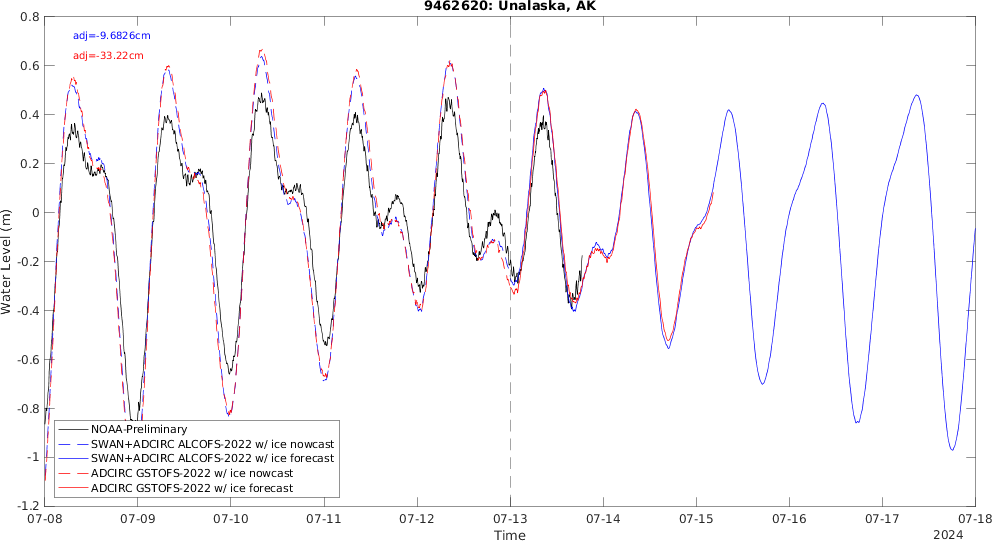 9462620: Unalaska, AK
adj=-9.6826cm
adj=-33.22cm
0.8
0.6
0.4
0.2
0
-0.2
-0.4
-0.6
-0.8
-1
-1.2
Water Level (m)
NOAA-Preliminary
SWAN+ADCIRC ALCOFS-2022 w/ ice nowcast
SWAN+ADCIRC ALCOFS-2022 w/ ice forecast
ADCIRC GSTOFS-2022 w/ ice nowcast
ADCIRC GSTOFS-2022 w/ ice forecast
07-08 07-09 07-10 07-11 07-12 07-13 07-14 07-15 07-16 07-17 07-18
Time
2024